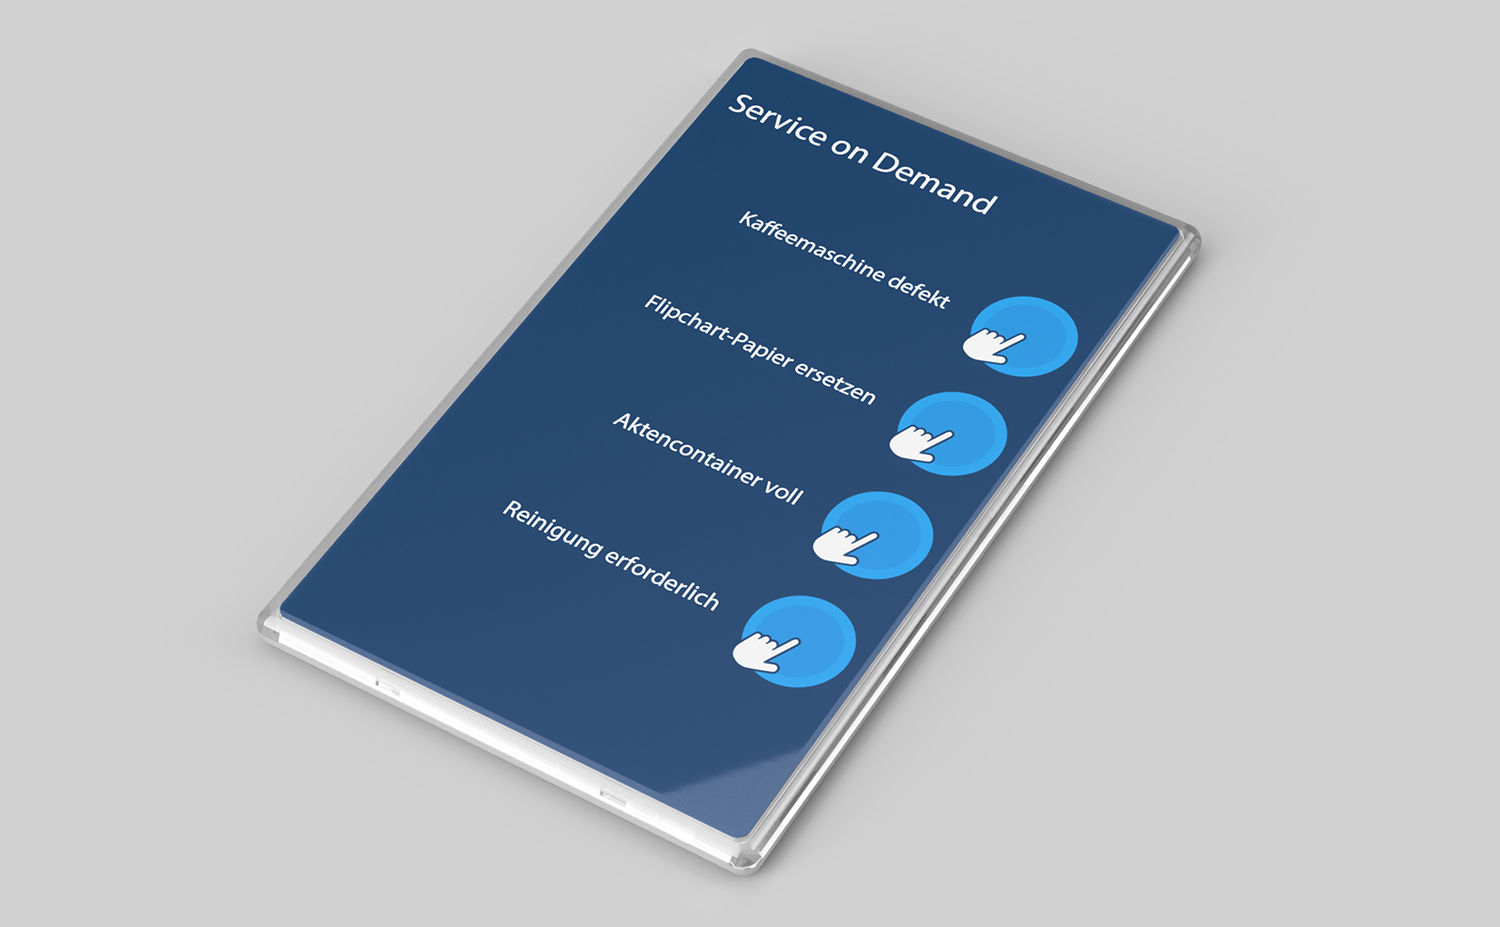 Service on Demand
Kaffeemaschine defekt
Flipchart-Papier ersetzen
Aktencontainer voll
Reinigung erforderlich